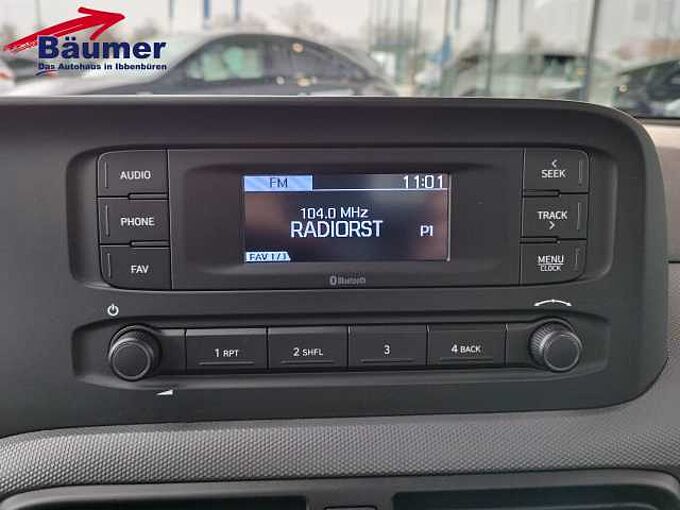 Bäumer
Das Autohaus in Ibbenbüren
AUDIO
PHONE
FAV
FM 11:01
104.0 MHz
RADIORST P1
FAV 1/3
Bluetooth
< SEEK
TRACK >
MENU
CLOCK
1 RPT
2 SHFL
3
4 BACK